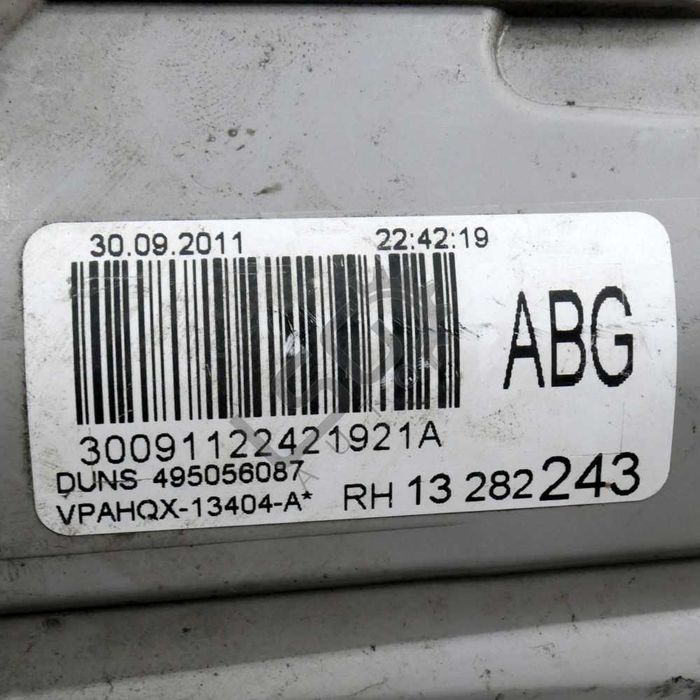 30.09.2011 22:42:19
ABG
30091122421921A
DUNS 495056087
VPAHQX-13404-A* RH 13 282 243